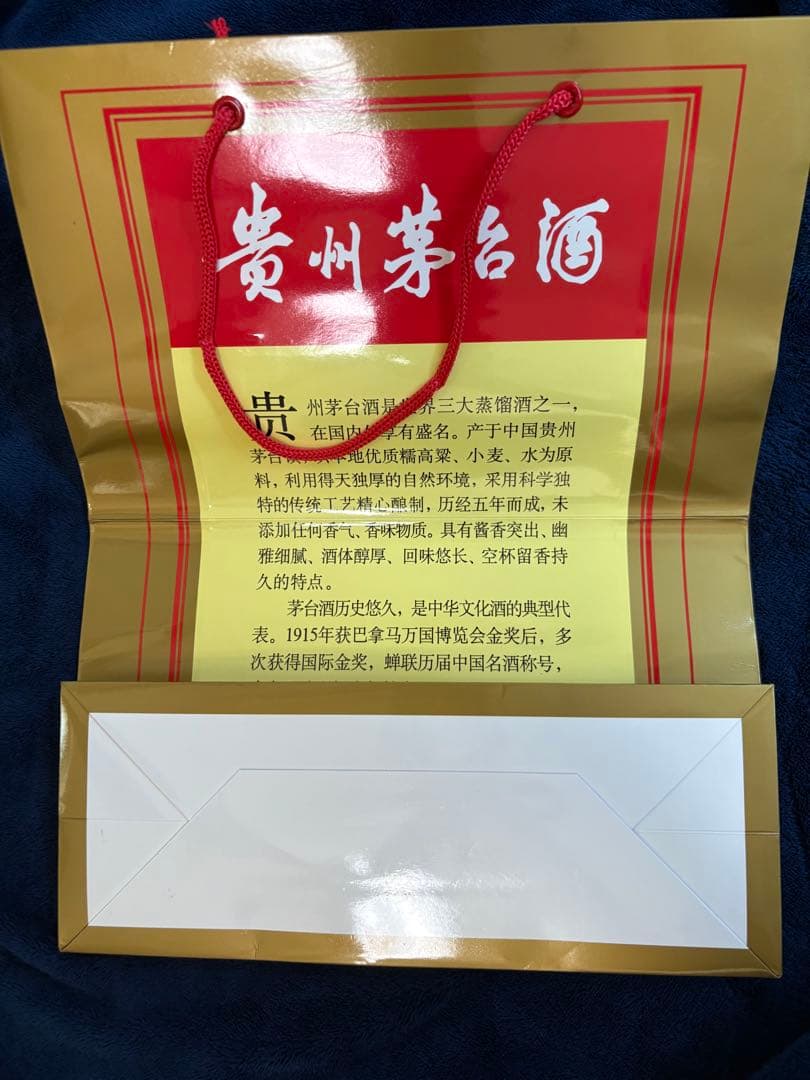 贵州茅台酒
贵州茅台酒是界三大蒸馏酒之一，
在国内享有盛名。产于中国贵州
茅台地优质糯高粱、小麦、水为原
料，利用得天独厚的自然环境，采用科学独
特的传统工艺精心酿制，历经五年而成，未
添加任何香气、香味物质。具有酱香突出、幽
雅细腻、酒体醇厚、回味悠长、空杯留香持
久的特点。
茅台酒历史悠久，是中华文化酒的典型代
表。1915年获巴拿马万国博览会金奖后，多
次获得国际金奖，蝉联历届中国名酒称号，